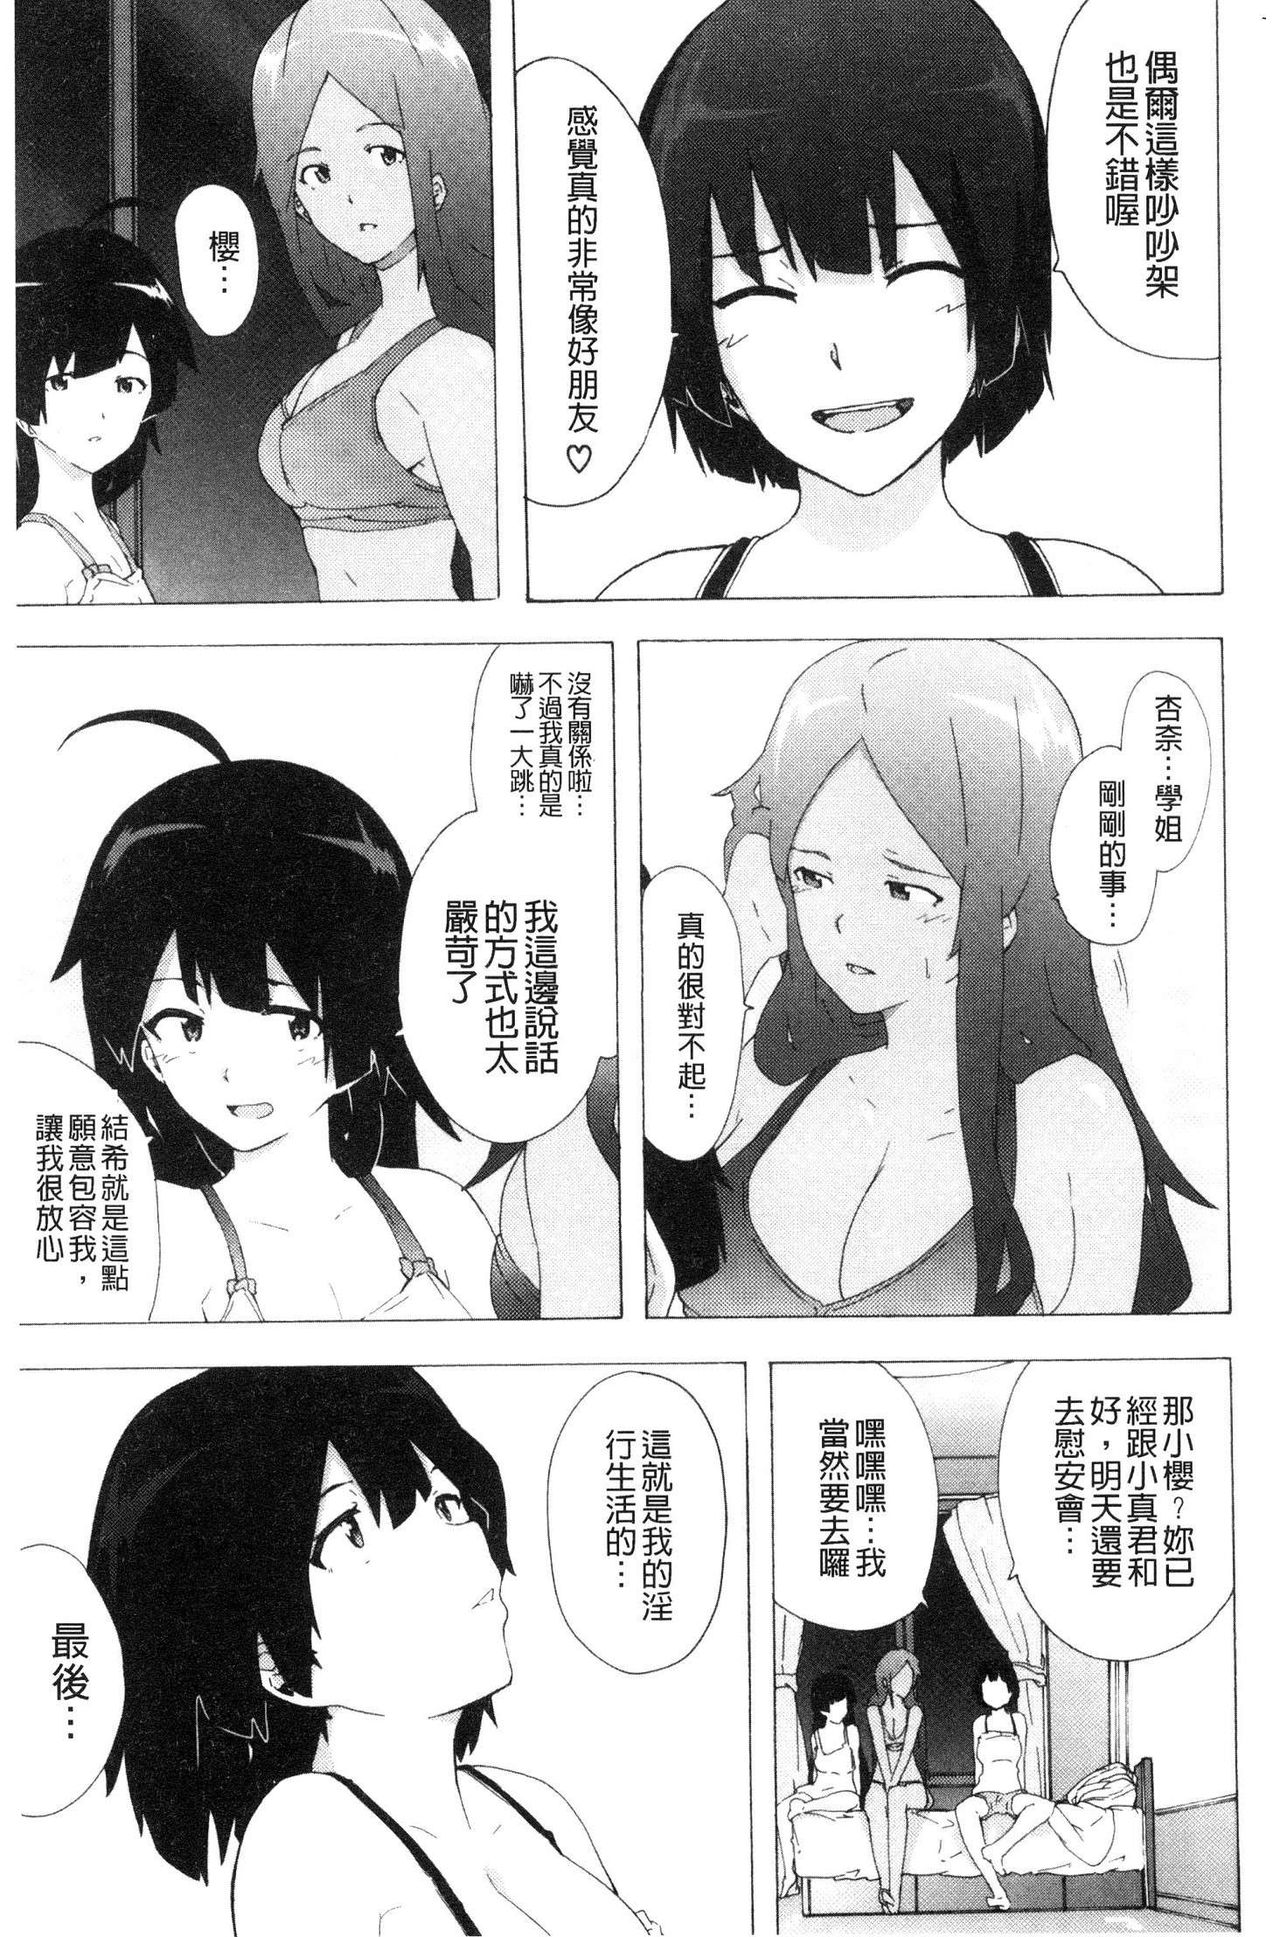 偶爾這樣吵吵架
也是不錯喔
感覺真的非常像好朋友♡
櫻…
杏奈…學姐
剛剛的事…
真的很對不起…
沒有關係啦…
不過我真的是
嚇了一大跳…
我這邊說話
的方式也太
嚴苛了
結希就是這點
願意包容我，
讓我很放心
那小櫻？妳已
經跟小真君和
好，明天還要
去慰安會…
嘿嘿嘿…我
當然要去囉
這就是我的淫
行生活的…
最後…